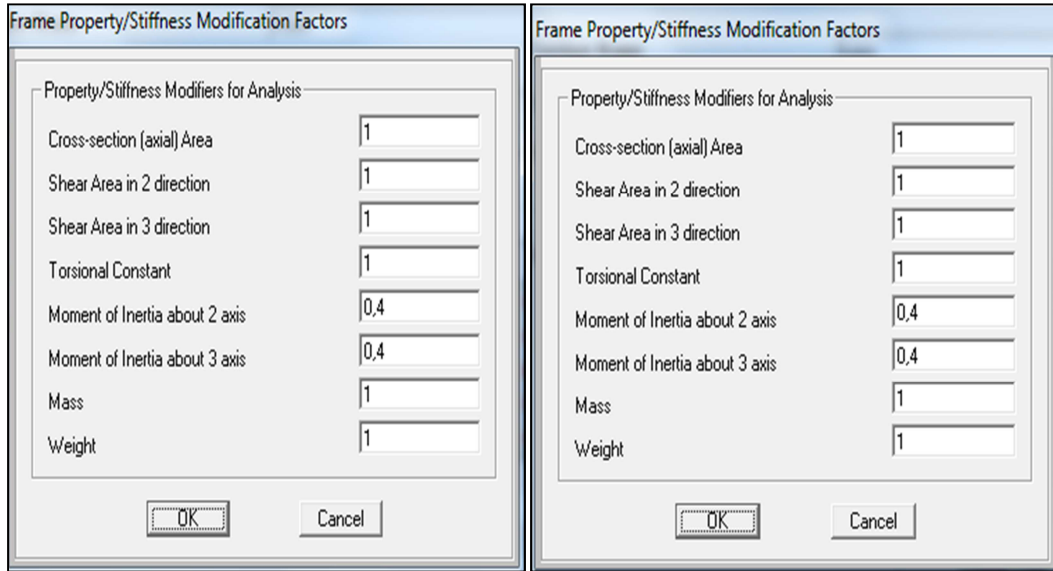 Frame Property/Stiffness Modification Factors
Property/Stiffness Modifiers for Analysis
Cross-section (axial) Area 1
Shear Area in 2 direction 1
Shear Area in 3 direction 1
Torsional Constant 1
Moment of Inertia about 2 axis 0,4
Moment of Inertia about 3 axis 0,4
Mass 1
Weight 1
OK Cancel
Frame Property/Stiffness Modification Factors
Property/Stiffness Modifiers for Analysis
Cross-section (axial) Area 1
Shear Area in 2 direction 1
Shear Area in 3 direction 1
Torsional Constant 1
Moment of Inertia about 2 axis 0,4
Moment of Inertia about 3 axis 0,4
Mass 1
Weight 1
OK Cancel